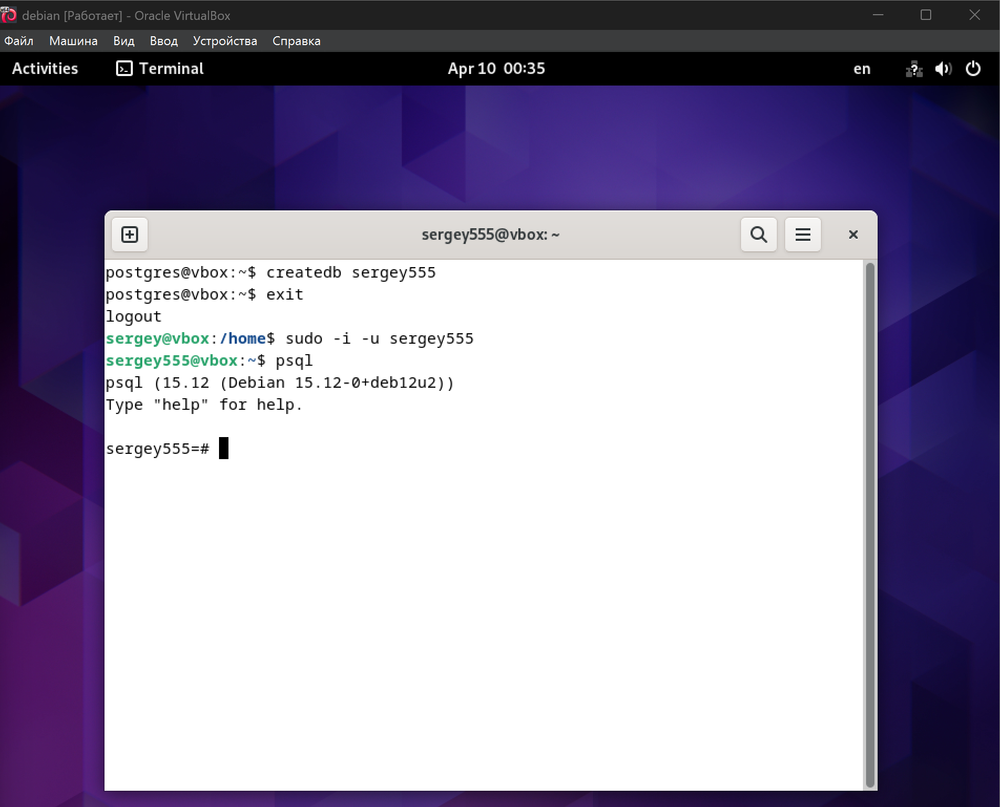 x64
debian [Работает] - Oracle VirtualBox
Файл Машина Вид Ввод Устройства Справка
Activities Terminal Apr 10 00:35 en
sergey555@vbox: ~
postgres@vbox:~$ createdb sergey555
postgres@vbox:~$ exit
logout
sergey@vbox:/home$ sudo -i -u sergey555
sergey555@vbox:~$ psql
psql (15.12 (Debian 15.12-0+deb12u2))
Type "help" for help.
sergey555=#